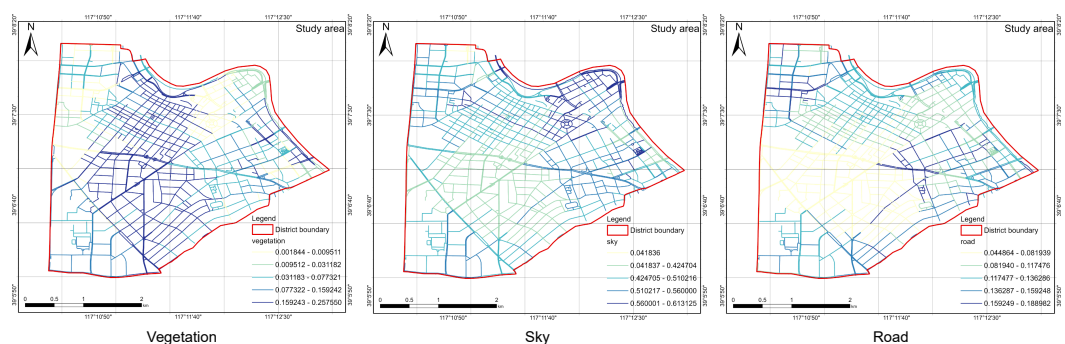 117°10'50" 117°11'40" 117°12'30"
N
Study area
39°8'20"
39°7'30"
39°6'40"
39°5'50"
Legend
District boundary
vegetation
0.001844 - 0.009511
0.009512 - 0.031182
0.031183 - 0.077321
0.077322 - 0.159242
0.159243 - 0.257550
0 0.5 1 2
km
117°10'50" 117°11'40" 117°12'30"
Vegetation
117°10'50" 117°11'40" 117°12'30"
N
Study area
39°8'20"
39°7'30"
39°6'40"
39°5'50"
Legend
District boundary
sky
0.041836
0.041837 - 0.424704
0.424705 - 0.510216
0.510217 - 0.560000
0.560001 - 0.613125
0 0.5 1 2
km
117°10'50" 117°11'40" 117°12'30"
Sky
117°10'50" 117°11'40" 117°12'30"
N
Study area
39°8'20"
39°7'30"
39°6'40"
39°5'50"
Legend
District boundary
road
0.044864 - 0.081939
0.081940 - 0.117476
0.117477 - 0.136286
0.136287 - 0.159248
0.159249 - 0.188982
0 0.5 1 2
km
117°10'50" 117°11'40" 117°12'30"
Road